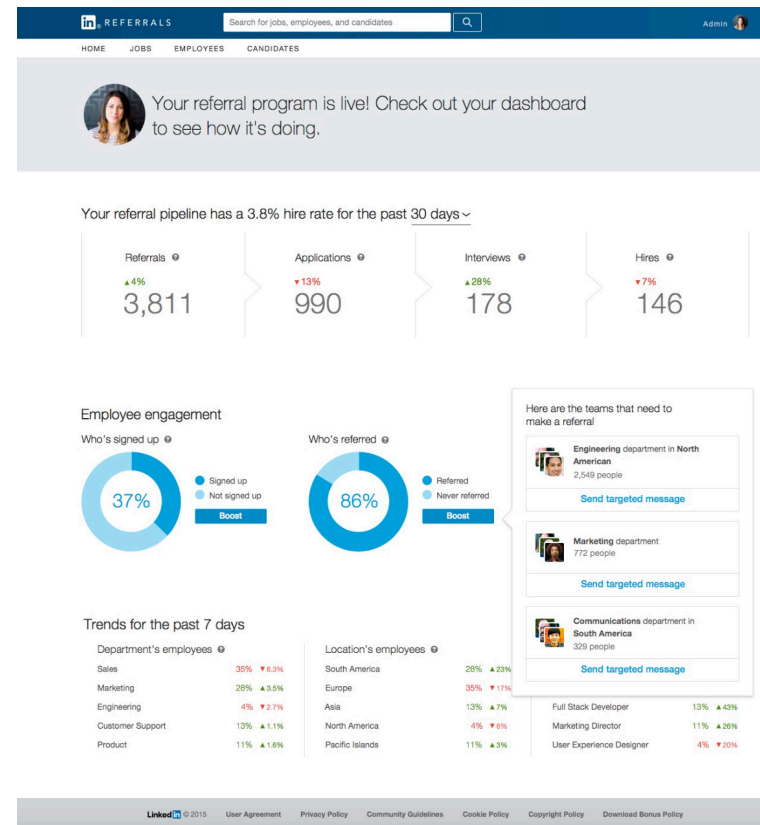 in REFERRALS
Search for jobs, employees, and candidates
Admin
HOME JOBS EMPLOYEES CANDIDATES
Your referral program is live! Check out your dashboard
to see how it's doing.
Your referral pipeline has a 3.8% hire rate for the past 30 days
Referrals ?
▲4%
3,811
Applications ?
▼13%
990
Interviews ?
▲28%
178
Hires ?
▼7%
146
Employee engagement
Who's signed up ?
37%
Signed up
Not signed up
Boost
Who's referred ?
86%
Referred
Never referred
Boost
Here are the teams that need to
make a referral
Engineering department in North
American
2,549 people
Send targeted message
Marketing department
772 people
Send targeted message
Communications department in
South America
329 people
Send targeted message
Trends for the past 7 days
Department's employees ?
Sales 35% ▼8.3%
Marketing 28% ▲3.5%
Engineering 4% ▼2.7%
Customer Support 13% ▲1.1%
Product 11% ▲1.6%
Location's employees ?
South America 28% ▲23%
Europe 35% ▼17%
Asia 13% ▲7%
North America 4% ▼6%
Pacific Islands 11% ▲3%
Full Stack Developer 13% ▲43%
Marketing Director 11% ▲26%
User Experience Designer 4% ▼20%
Linked in © 2015 User Agreement Privacy Policy Community Guidelines Cookie Policy Copyright Policy Download Bonus Policy